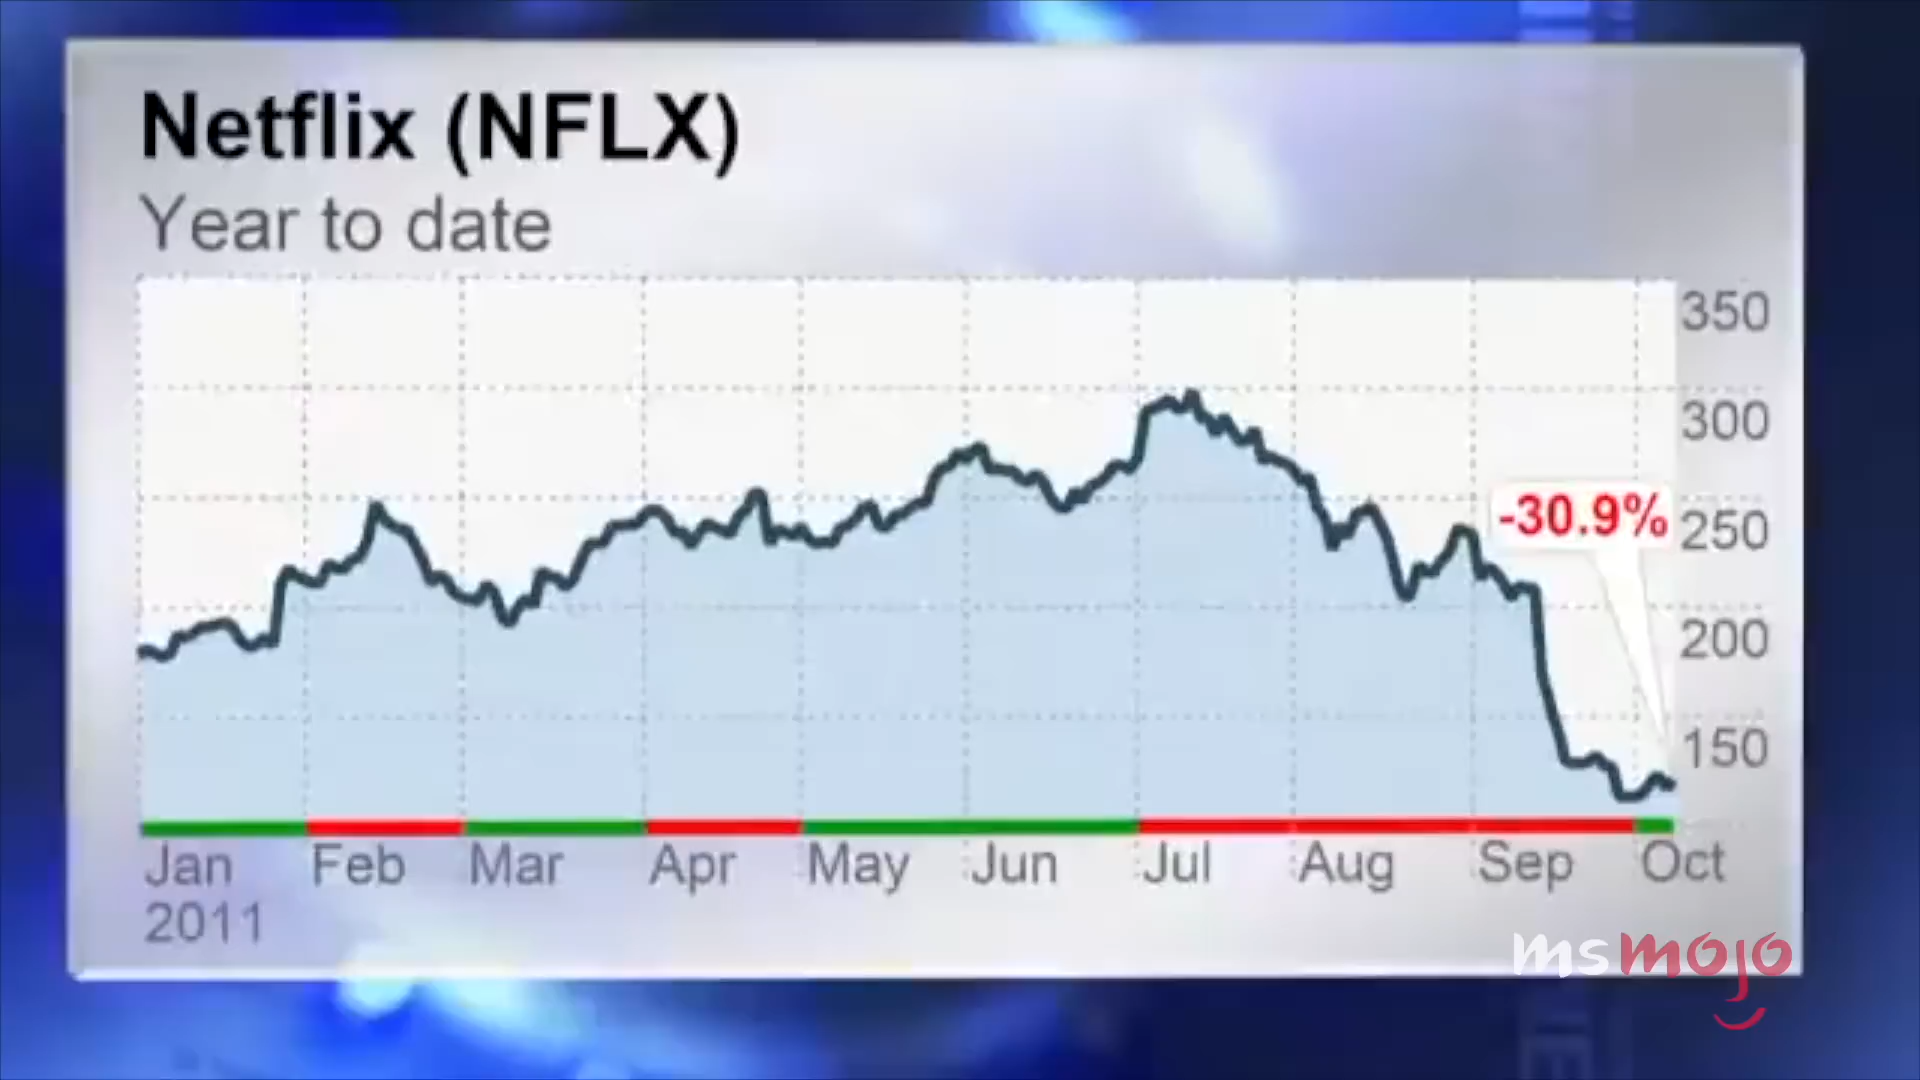 Netflix (NFLX)
Year to date
350
300
-30.9%
250
200
150
Jan Feb Mar Apr May Jun Jul Aug Sep Oct
2011
msmojo